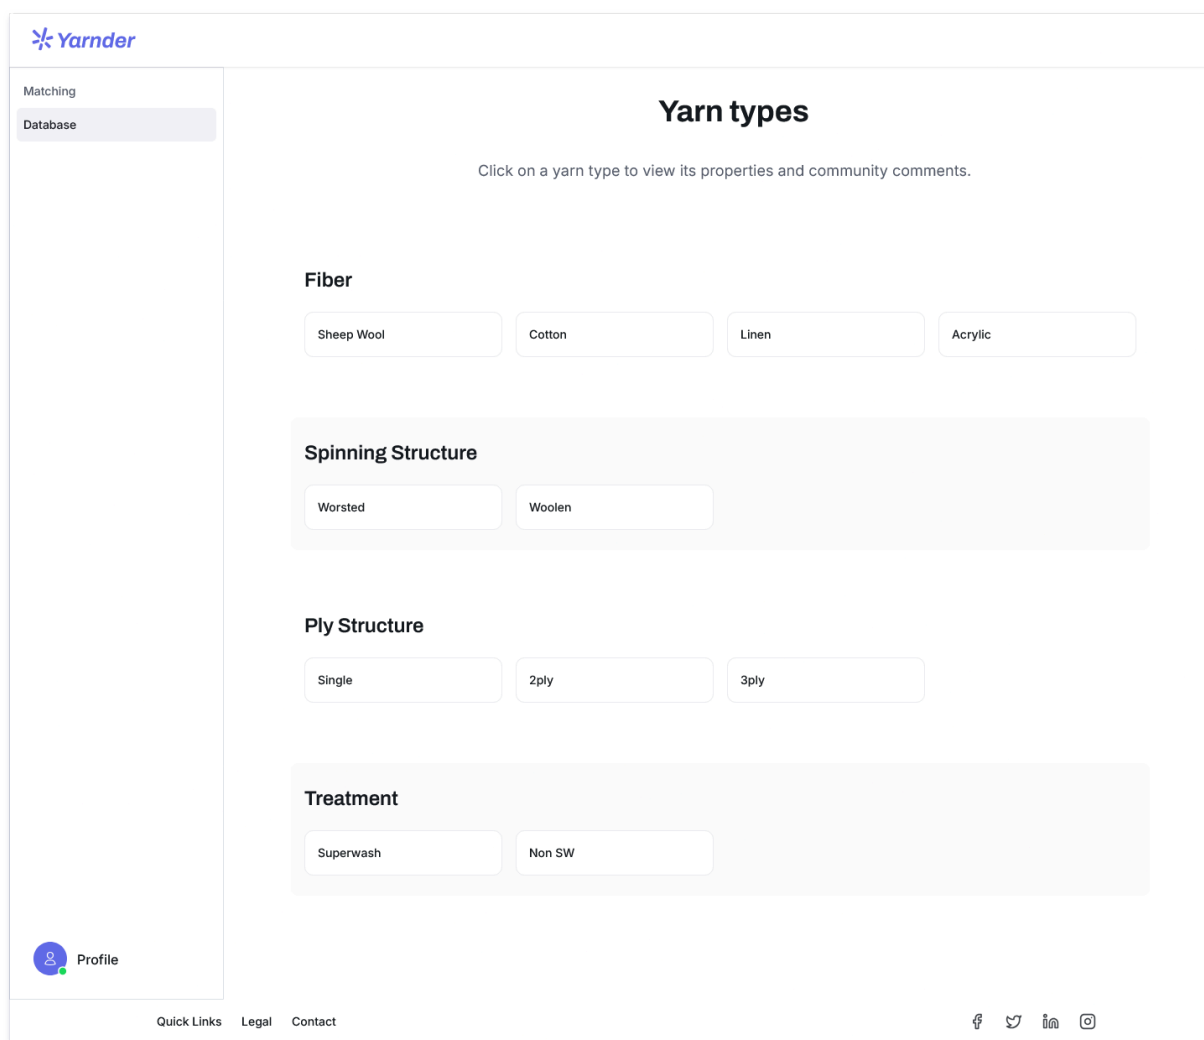 Yarnder
Matching
Database
Yarn types
Click on a yarn type to view its properties and community comments.
Fiber
Sheep Wool
Cotton
Linen
Acrylic
Spinning Structure
Worsted
Woolen
Ply Structure
Single
2ply
3ply
Treatment
Superwash
Non SW
Profile
Quick Links
Legal
Contact